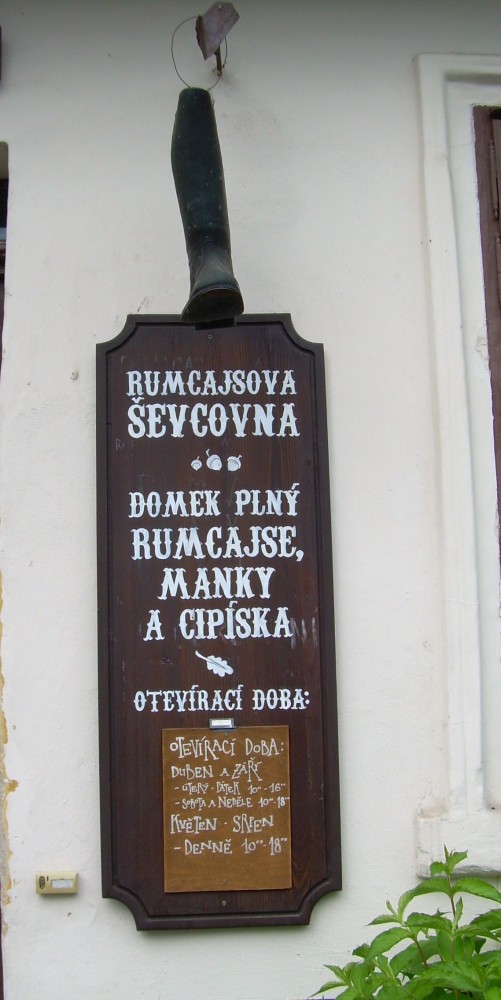 RUMCAJSOVA
ŠEVCOVNA
DOMEK PLNÝ
RUMCAJSE,
MANKY
A CIPÍSKA
OTEVÍRACÍ DOBA:
OTEVÍRACÍ DOBA:
DUBEN A ZÁŘÍ
- ÚTERÝ - PÁTEK 10⁰⁰ - 16⁰⁰
- SOBOTA A NEDĚLE 10⁰⁰ - 18⁰⁰
KVĚTEN - SRPEN
- DENNĚ 10⁰⁰ - 18⁰⁰